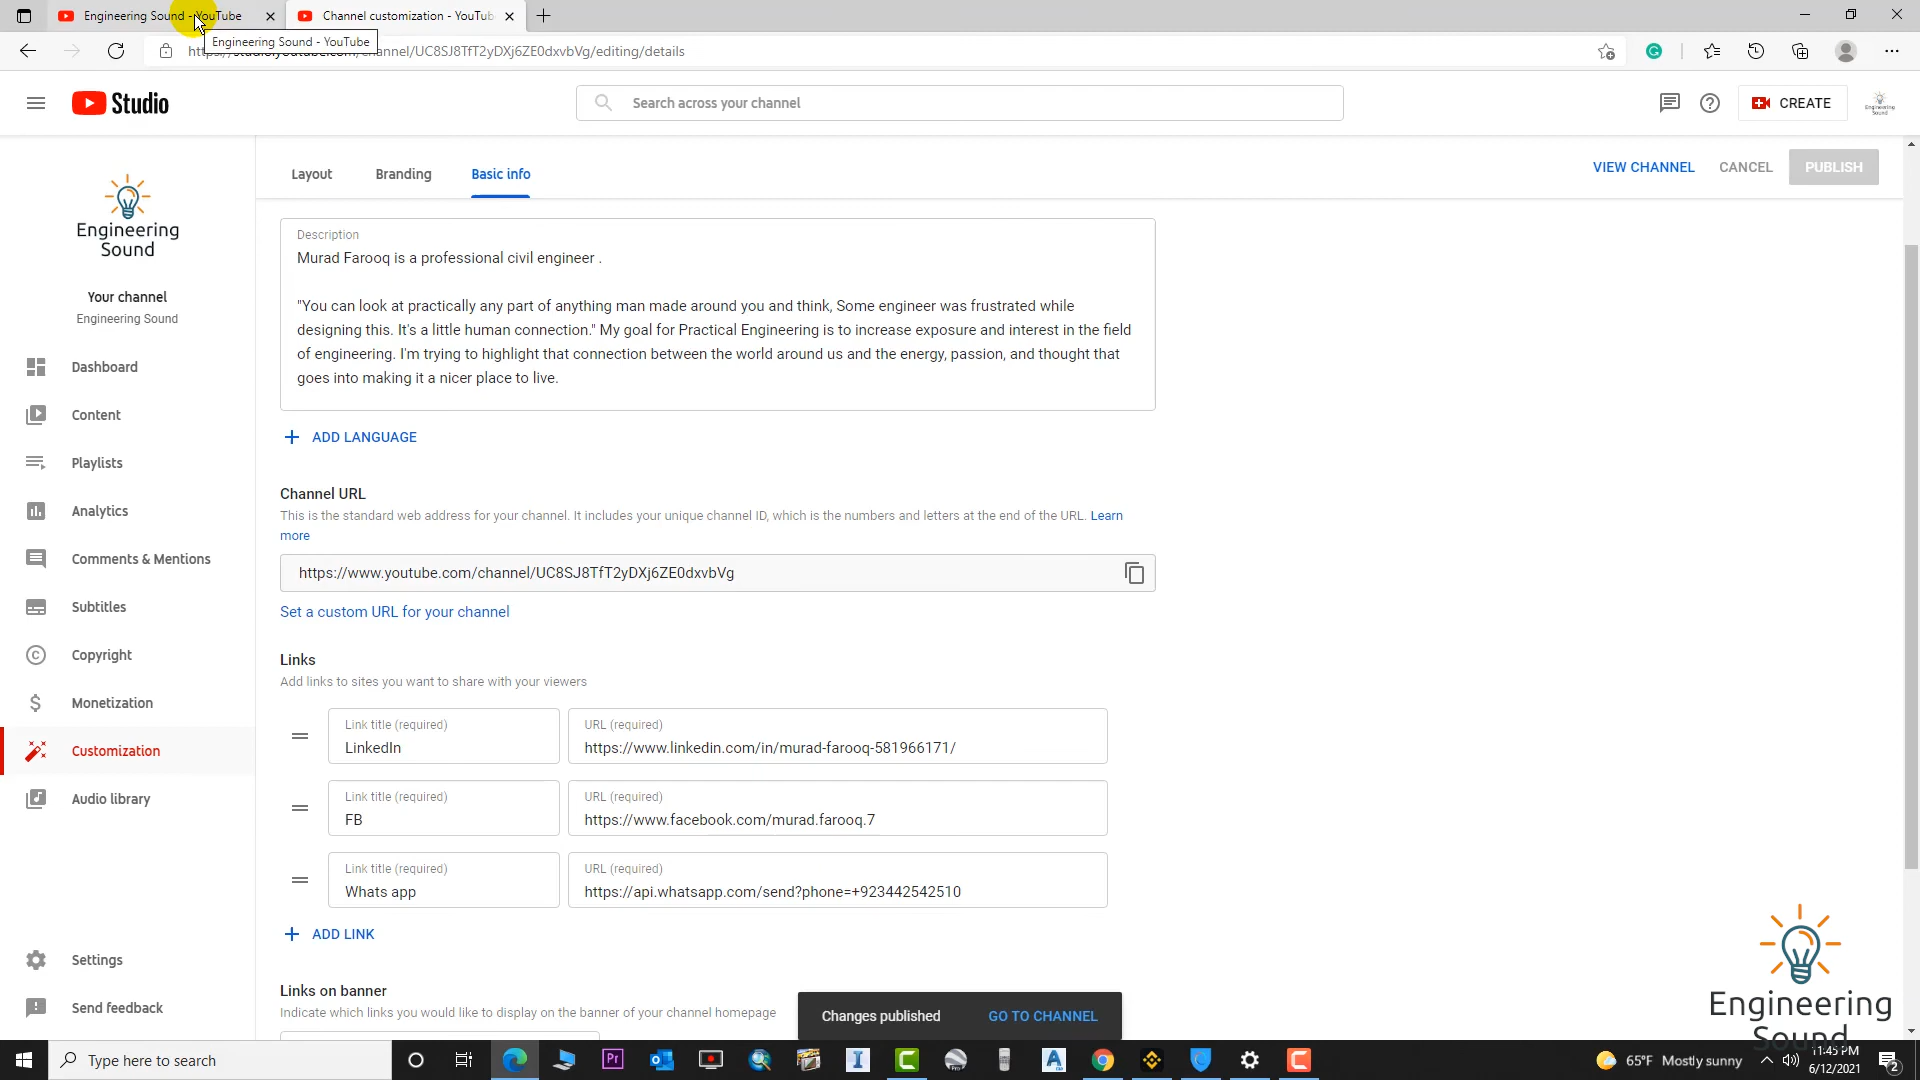 Engineering Sound - YouTube
Channel customization - YouTub
Engineering Sound - YouTube
channel/UC8SJ8TfT2yDXj6ZE0dxvbVg/editing/details
Studio
Search across your channel
CREATE
Engineering
Sound
Layout
Branding
Basic info
VIEW CHANNEL
CANCEL
PUBLISH
Engineering
Sound
Your channel
Engineering Sound
Dashboard
Content
Playlists
Analytics
Comments & Mentions
Subtitles
Copyright
Monetization
Customization
Audio library
Settings
Send feedback
Description
Murad Farooq is a professional civil engineer .
"You can look at practically any part of anything man made around you and think, Some engineer was frustrated while
designing this. It's a little human connection." My goal for Practical Engineering is to increase exposure and interest in the field
of engineering. I'm trying to highlight that connection between the world around us and the energy, passion, and thought that
goes into making it a nicer place to live.
ADD LANGUAGE
Channel URL
This is the standard web address for your channel. It includes your unique channel ID, which is the numbers and letters at the end of the URL. Learn
more
https://www.youtube.com/channel/UC8SJ8TfT2yDXj6ZE0dxvbVg
Set a custom URL for your channel
Links
Add links to sites you want to share with your viewers
Link title (required)
LinkedIn
URL (required)
https://www.linkedin.com/in/murad-farooq-581966171/
Link title (required)
FB
URL (required)
https://www.facebook.com/murad.farooq.7
Link title (required)
Whats app
URL (required)
https://api.whatsapp.com/send?phone=+923442542510
ADD LINK
Links on banner
Indicate which links you would like to display on the banner of your channel homepage
Changes published
GO TO CHANNEL
Engineering
Sound
Type here to search
Pr
65°F Mostly sunny
11:45 PM
6/12/2021
2